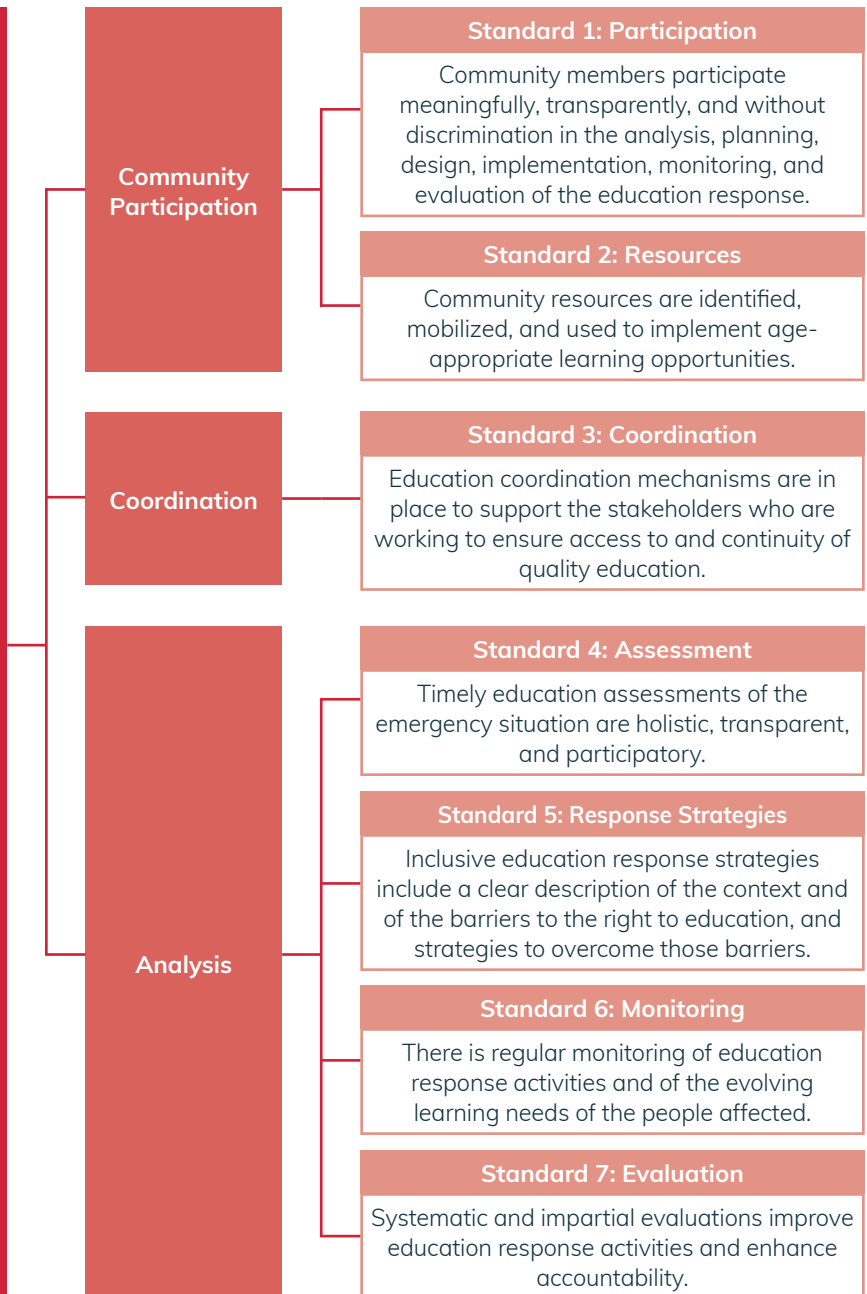 Community
Participation
Standard 1: Participation
Community members participate
meaningfully, transparently, and without
discrimination in the analysis, planning,
design, implementation, monitoring, and
evaluation of the education response.
Standard 2: Resources
Community resources are identified,
mobilized, and used to implement age-
appropriate learning opportunities.
Coordination
Standard 3: Coordination
Education coordination mechanisms are in
place to support the stakeholders who are
working to ensure access to and continuity of
quality education.
Analysis
Standard 4: Assessment
Timely education assessments of the
emergency situation are holistic, transparent,
and participatory.
Standard 5: Response Strategies
Inclusive education response strategies
include a clear description of the context and
of the barriers to the right to education, and
strategies to overcome those barriers.
Standard 6: Monitoring
There is regular monitoring of education
response activities and of the evolving
learning needs of the people affected.
Standard 7: Evaluation
Systematic and impartial evaluations improve
education response activities and enhance
accountability.